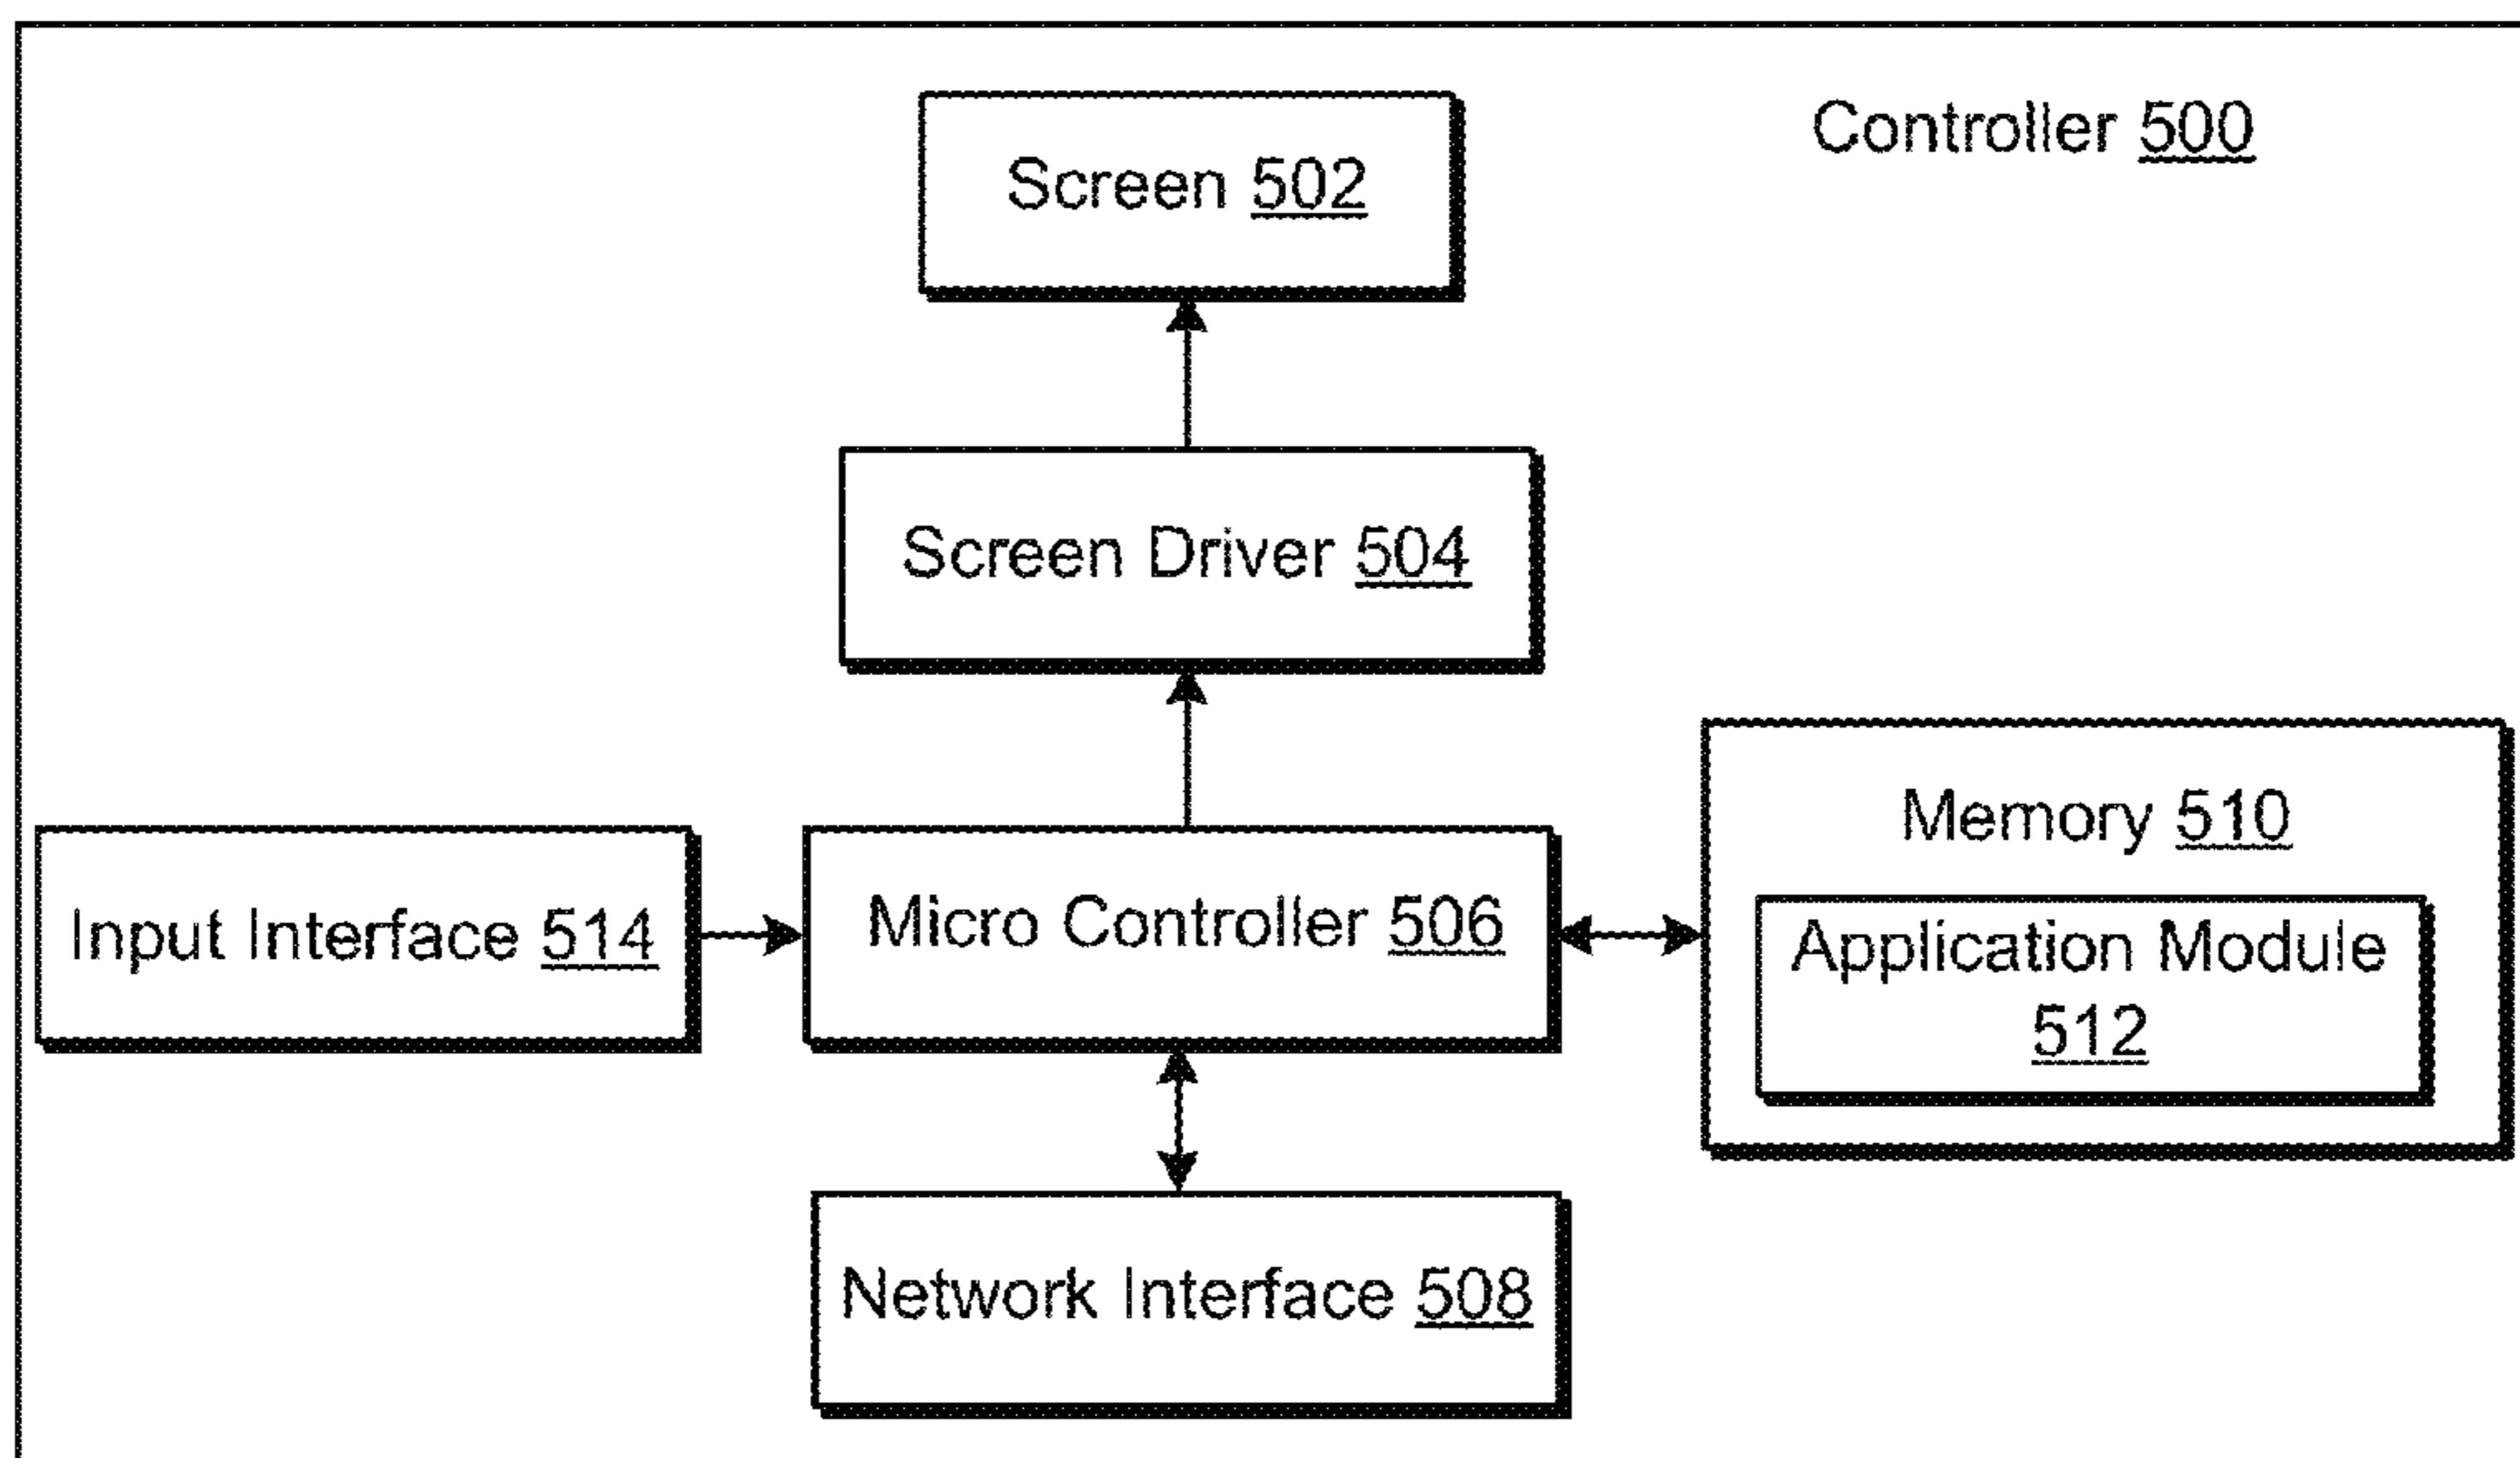 Controller 500
Screen 502
Screen Driver 504
Memory 510
Input Interface 514
Micro Controller 506
Application Module
512
Network Interface 508